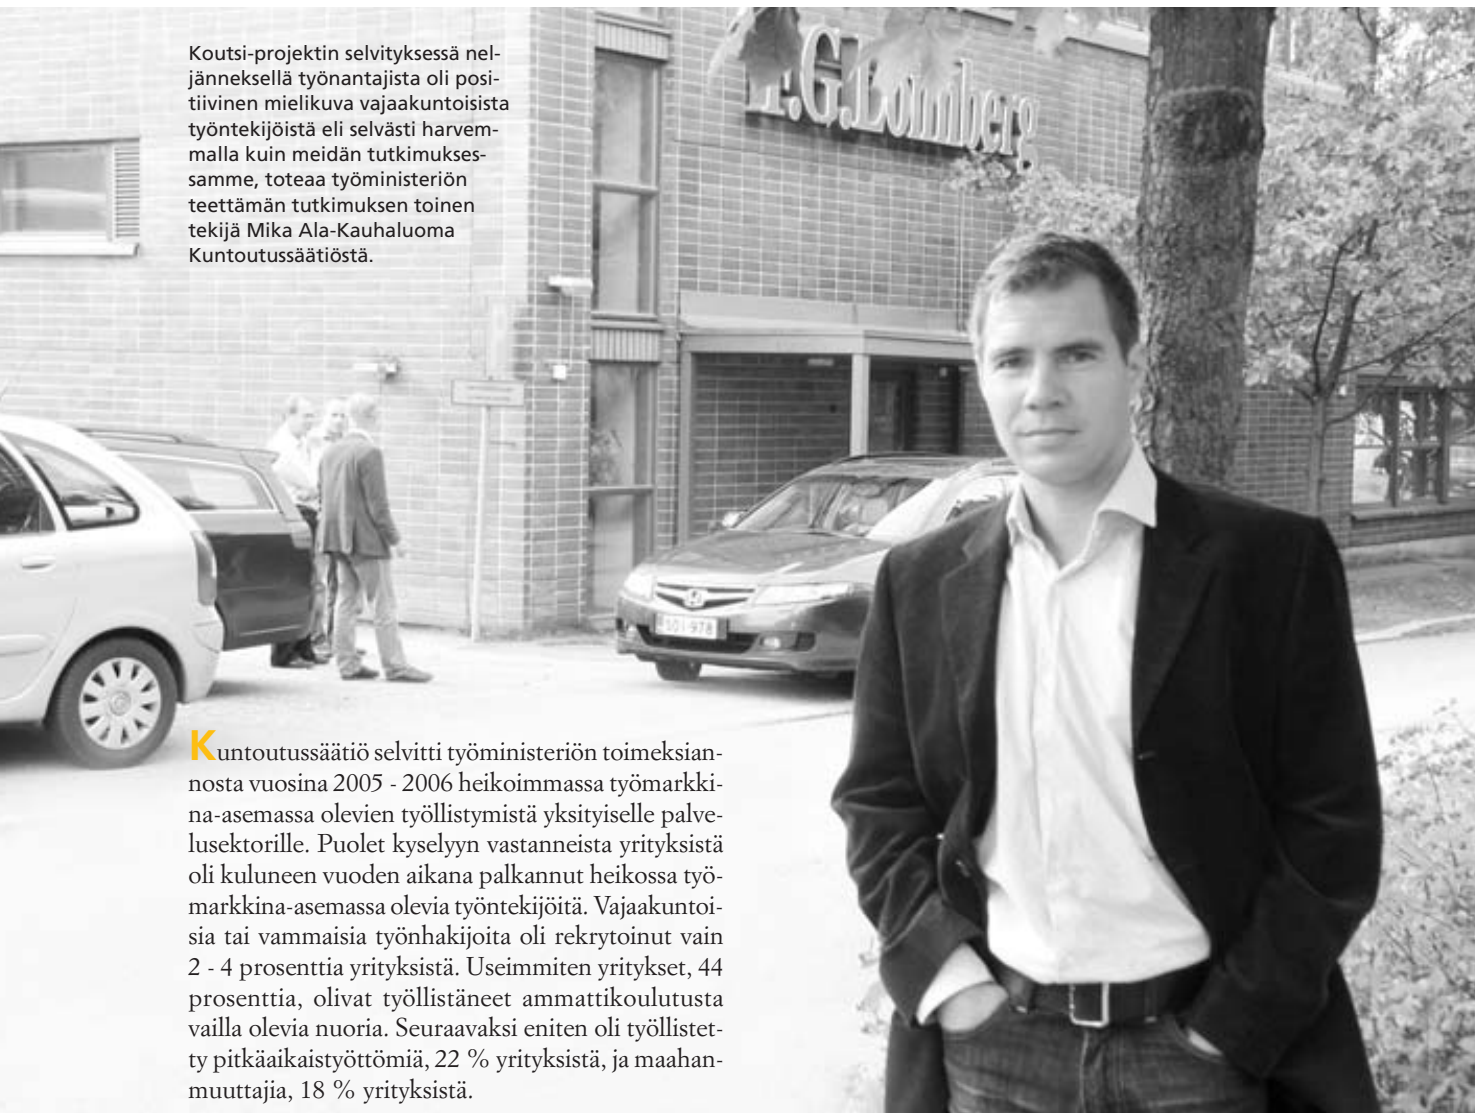 Koutsi-projektin selvityksessä nel-
jänneksellä työnantajista oli posi-
tiivinen mielikuva vajaakuntoisista
työntekijöistä eli selvästi harvem-
malla kuin meidän tutkimukses-
samme, toteaa työministeriön
teettämän tutkimuksen toinen
tekijä Mika Ala-Kauhaluoma
Kuntoutussäätiöstä.
Kuntoutussäätiö selvitti työministeriön toimeksian-
nosta vuosina 2005 - 2006 heikoimmassa työmarkki-
na-asemassa olevien työllistymistä yksityiselle palve-
lusektorille. Puolet kyselyyn vastanneista yrityksistä
oli kuluneen vuoden aikana palkannut heikossa työ-
markkina-asemassa olevia työntekijöitä. Vajaakuntoi-
sia tai vammaisia työnhakijoita oli rekrytoinut vain
2 - 4 prosenttia yrityksistä. Useimmiten yritykset, 44
prosenttia, olivat työllistäneet ammattikoulutusta
vailla olevia nuoria. Seuraavaksi eniten oli työllistet-
ty pitkäaikaistyöttömiä, 22 % yrityksistä, ja maahan-
muuttajia, 18 % yrityksistä.